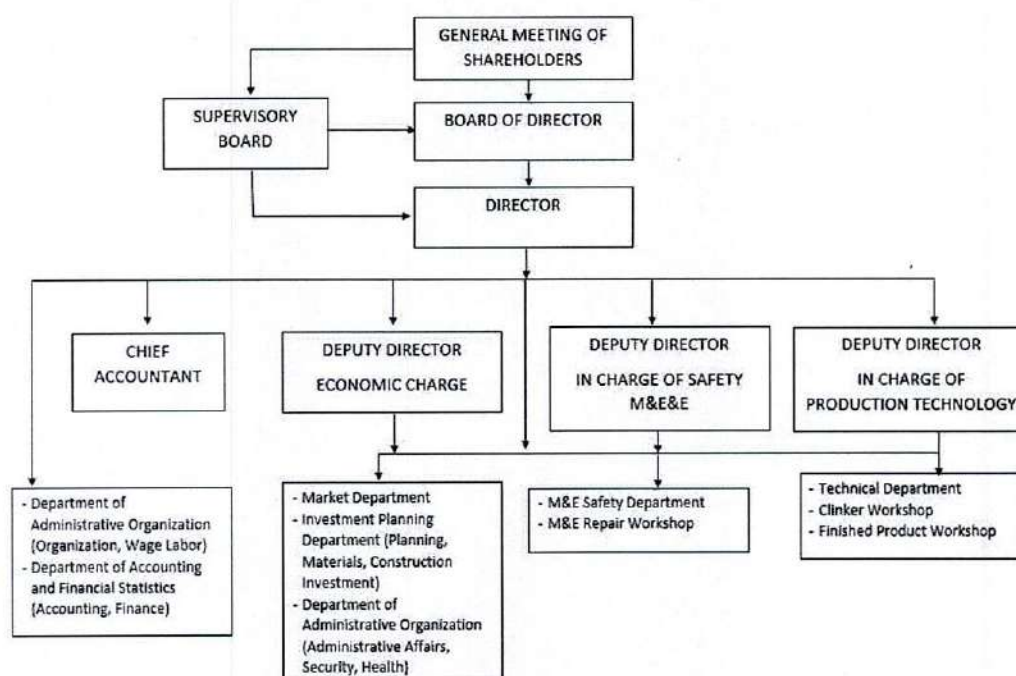 GENERAL MEETING OF
SHAREHOLDERS
SUPERVISORY
BOARD
BOARD OF DIRECTOR
DIRECTOR
CHIEF
ACCOUNTANT
DEPUTY DIRECTOR
ECONOMIC CHARGE
DEPUTY DIRECTOR
IN CHARGE OF SAFETY
M&E&E
DEPUTY DIRECTOR
IN CHARGE OF
PRODUCTION TECHNOLOGY
- Department of
Administrative Organization
(Organization, Wage Labor)
- Department of Accounting
and Financial Statistics
(Accounting, Finance)
- Market Department
- Investment Planning
Department (Planning,
Materials, Construction
Investment)
- Department of
Administrative Organization
(Administrative Affairs,
Security, Health)
- M&E Safety Department
- M&E Repair Workshop
- Technical Department
- Clinker Workshop
- Finished Product Workshop